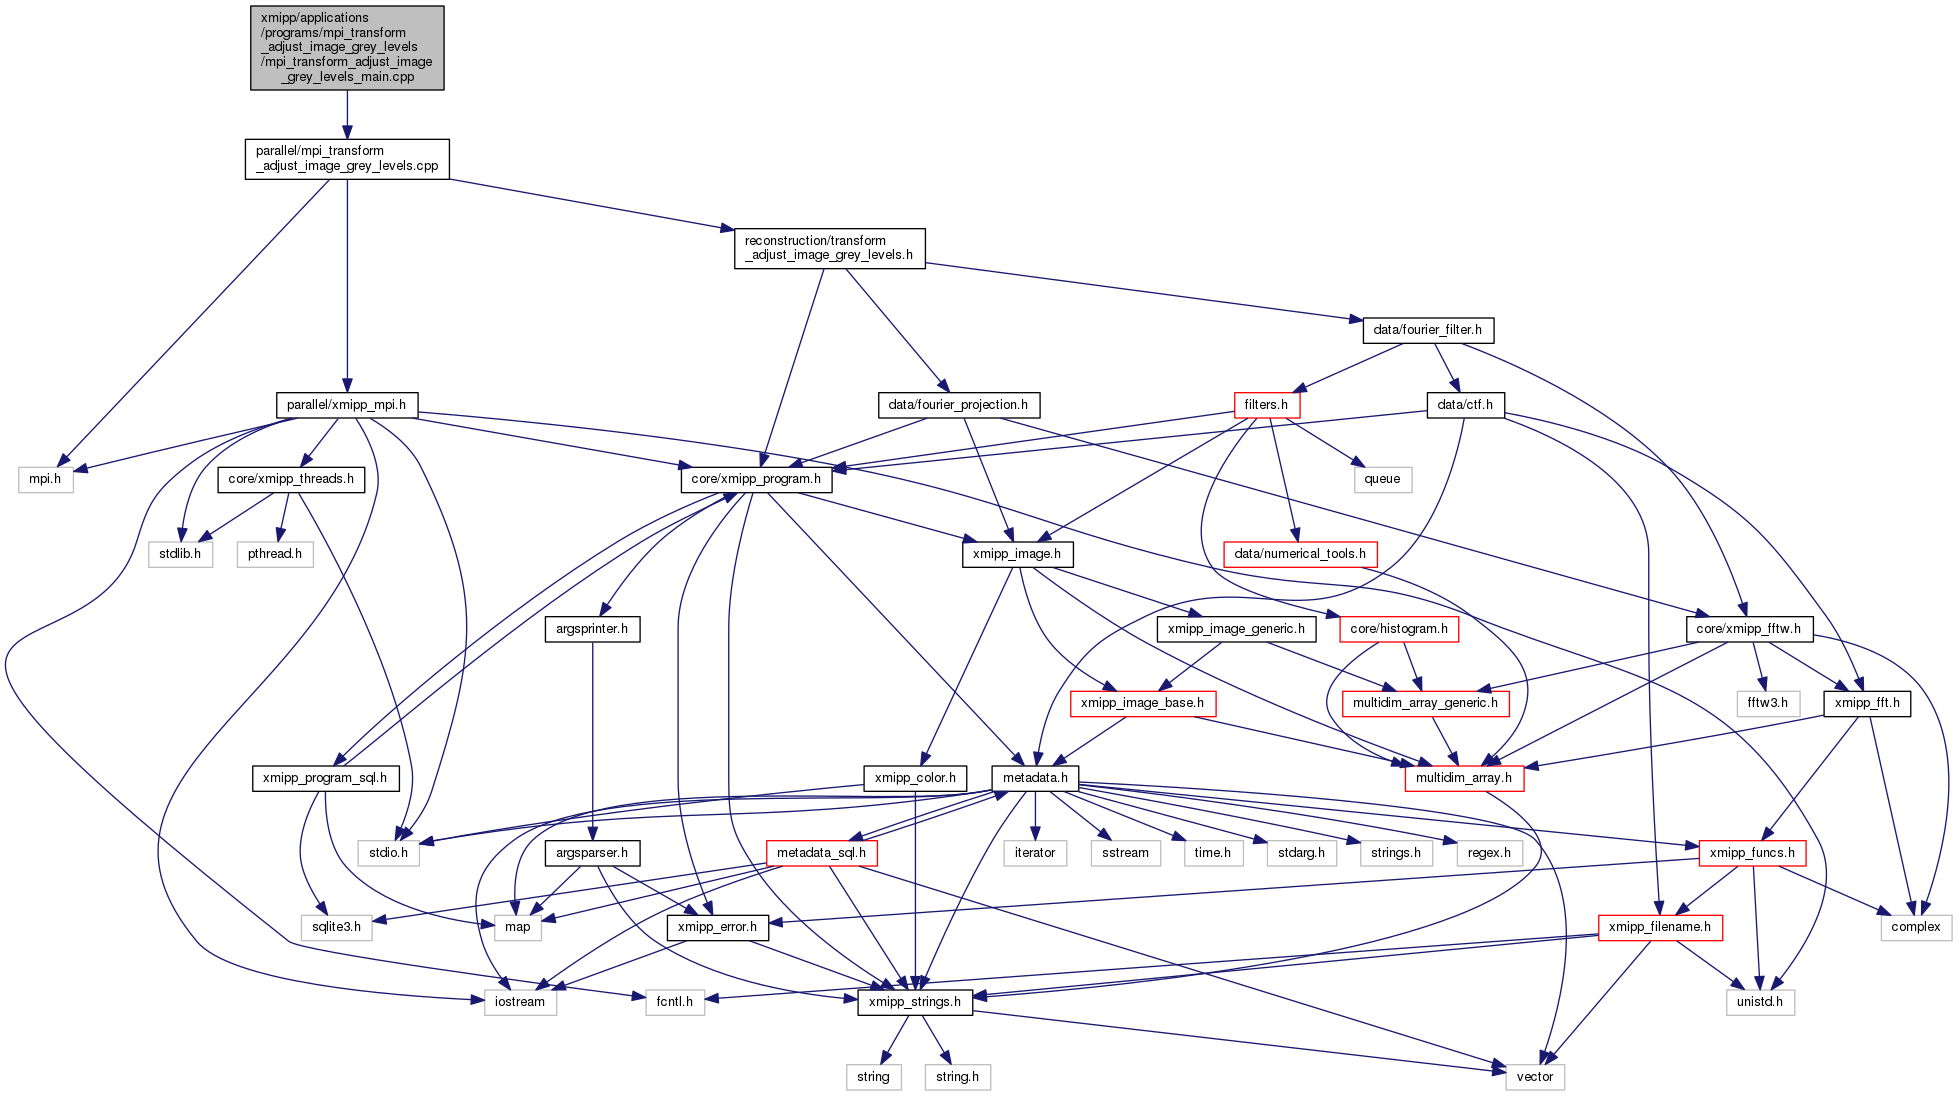 xmipp/applications
/programs/mpi_transform
_adjust_image_grey_levels
/mpi_transform_adjust_image
_grey_levels_main.cpp
parallel/mpi_transform
_adjust_image_grey_levels.cpp
reconstruction/transform
_adjust_image_grey_levels.h
data/fourier_filter.h
parallel/xmipp_mpi.h
data/fourier_projection.h
filters.h
data/ctf.h
mpi.h
core/xmipp_threads.h
core/xmipp_program.h
queue
stdlib.h
pthread.h
xmipp_image.h
data/numerical_tools.h
argsprinter.h
xmipp_image_generic.h
core/histogram.h
core/xmipp_fftw.h
xmipp_image_base.h
multidim_array_generic.h
fftw3.h
xmipp_fft.h
xmipp_program_sql.h
xmipp_color.h
metadata.h
multidim_array.h
stdio.h
argsparser.h
metadata_sql.h
iterator
sstream
time.h
stdarg.h
strings.h
regex.h
xmipp_funcs.h
sqlite3.h
map
xmipp_error.h
xmipp_filename.h
complex
iostream
fcntl.h
xmipp_strings.h
unistd.h
string
string.h
vector